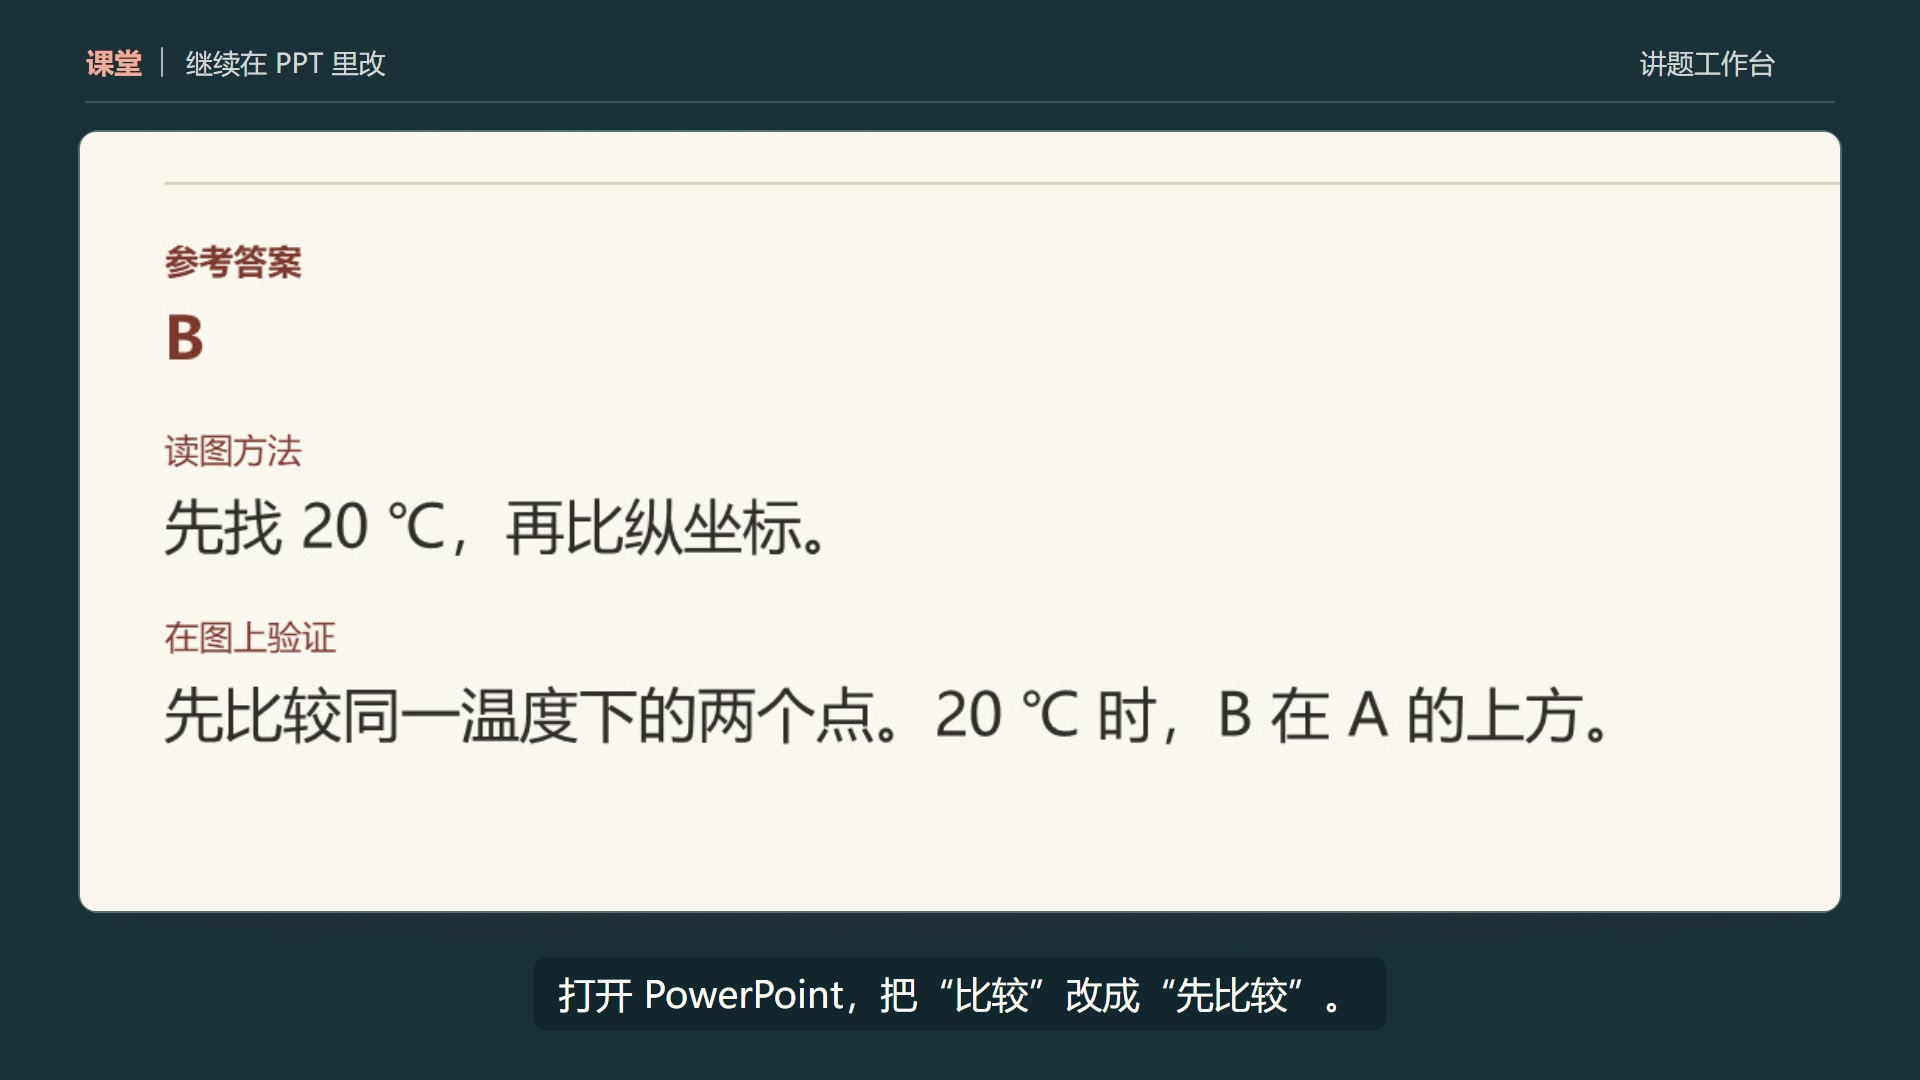 课堂 继续在 PPT 里改 讲题工作台
参考答案
B
读图方法
先找 20 ℃，再比纵坐标。
在图上验证
先比较同一温度下的两个点。20 ℃ 时，B 在 A 的上方。
打开 PowerPoint，把“比较”改成“先比较”。